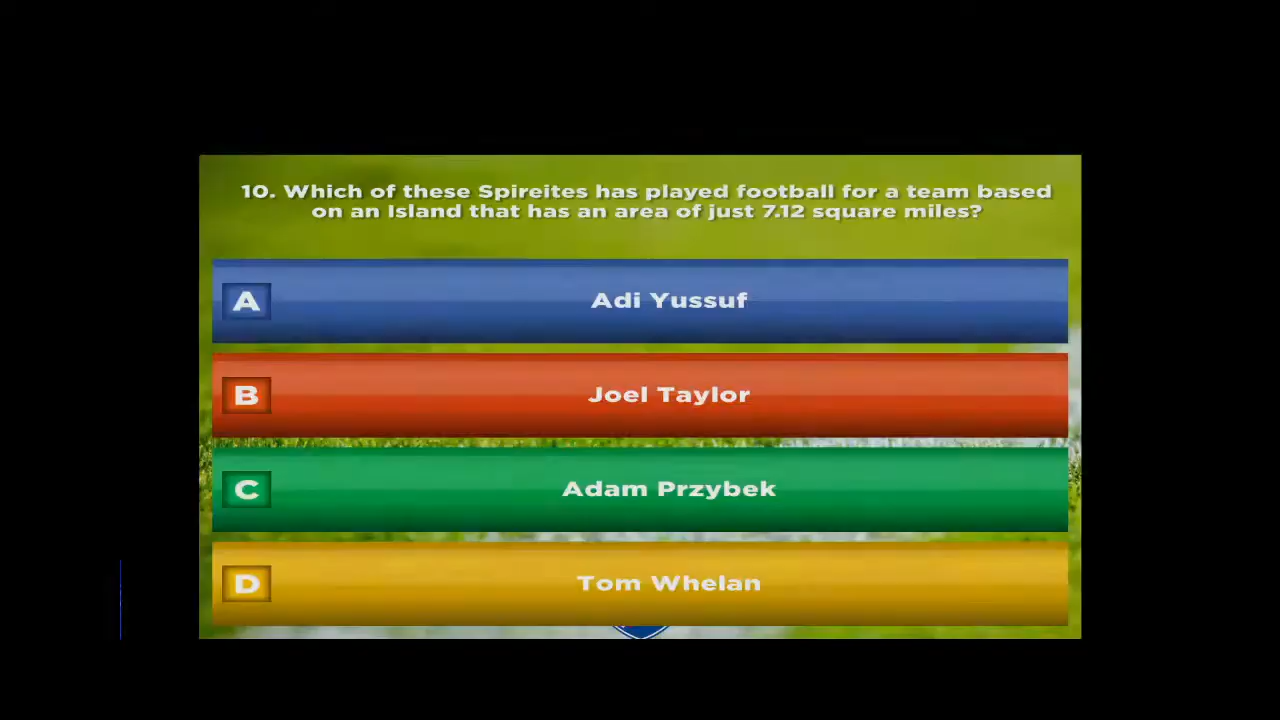 10. Which of these Spireites has played football for a team based
on an Island that has an area of just 7.12 square miles?
A Adi Yussuf
B Joel Taylor
C Adam Przybek
D Tom Whelan